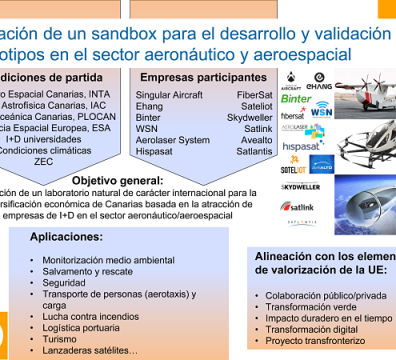 ación de un sandbox para el desarrollo y validación
otipos en el sector aeronáutico y aeroespacial
diciones de partida
ro Espacial Canarias, INTA
Astrofísica Canarias, IAC
ceánica Canarias, PLOCAN
cia Espacial Europea, ESA
I+D universidades
Condiciones climáticas
ZEC
Empresas participantes
Singular Aircraft
Ehang
Binter
WSN
Aerolaser System
Hispasat
FiberSat
Sateliot
Skydweller
Satlink
Avealto
Satlantis
AIRCRAFT
EHANG
Binter
fibersat
WSN
AEROLASER
hispasat
SATELIOT
SKYDWELLER
satlink
SATLANTIS
Objetivo general:
ción de un laboratorio natural de carácter internacional para la
rsificación económica de Canarias basada en la atracción de
empresas de I+D en el sector aeronáutico/aeroespacial
Aplicaciones:
• Monitorización medio ambiental
• Salvamento y rescate
• Seguridad
• Transporte de personas (aerotaxis) y
carga
• Lucha contra incendios
• Logística portuaria
• Turismo
• Lanzaderas satélites…
Alineación con los elemen
de valorización de la UE:
• Colaboración público/privada
• Transformación verde
• Impacto duradero en el tiempo
• Transformación digital
• Proyecto transfronterizo